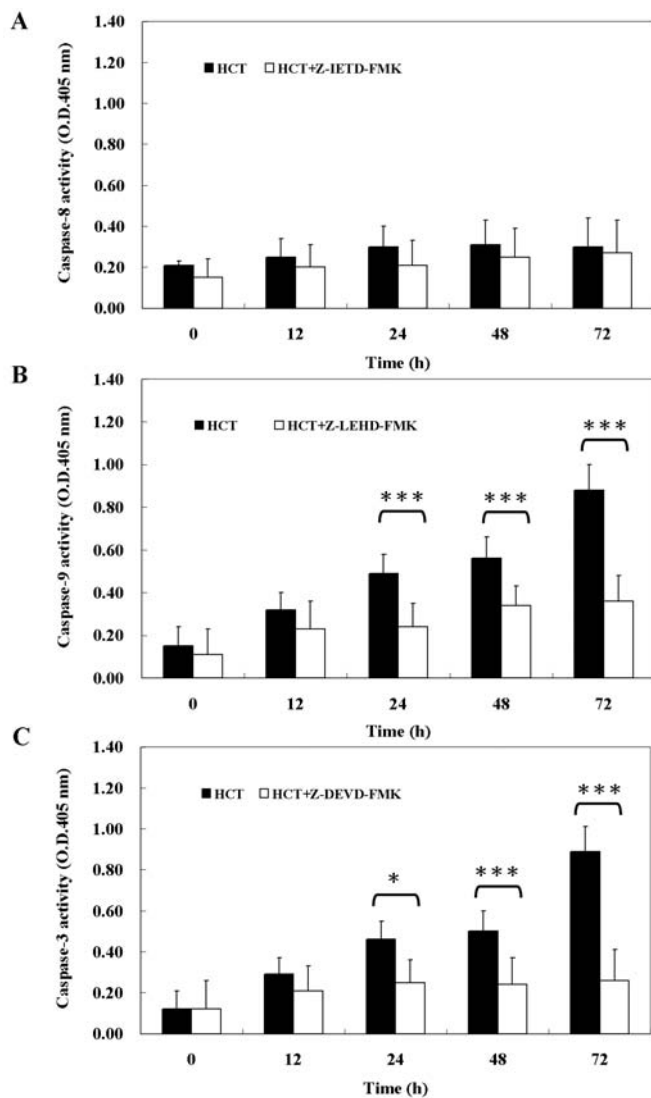 A
Caspase-8 activity (O.D.405 nm)
1.40
1.20
1.00
0.80
0.60
0.40
0.20
0.00
HCT HCT+Z-IETD-FMK
0 12 24 48 72
Time (h)
B
Caspase-9 activity (O.D.405 nm)
1.40
1.20
1.00
0.80
0.60
0.40
0.20
0.00
HCT HCT+Z-LEHD-FMK
*** *** ***
0 12 24 48 72
Time (h)
C
Caspase-3 activity (O.D.405 nm)
1.40
1.20
1.00
0.80
0.60
0.40
0.20
0.00
HCT HCT+Z-DEVD-FMK
* *** ***
0 12 24 48 72
Time (h)